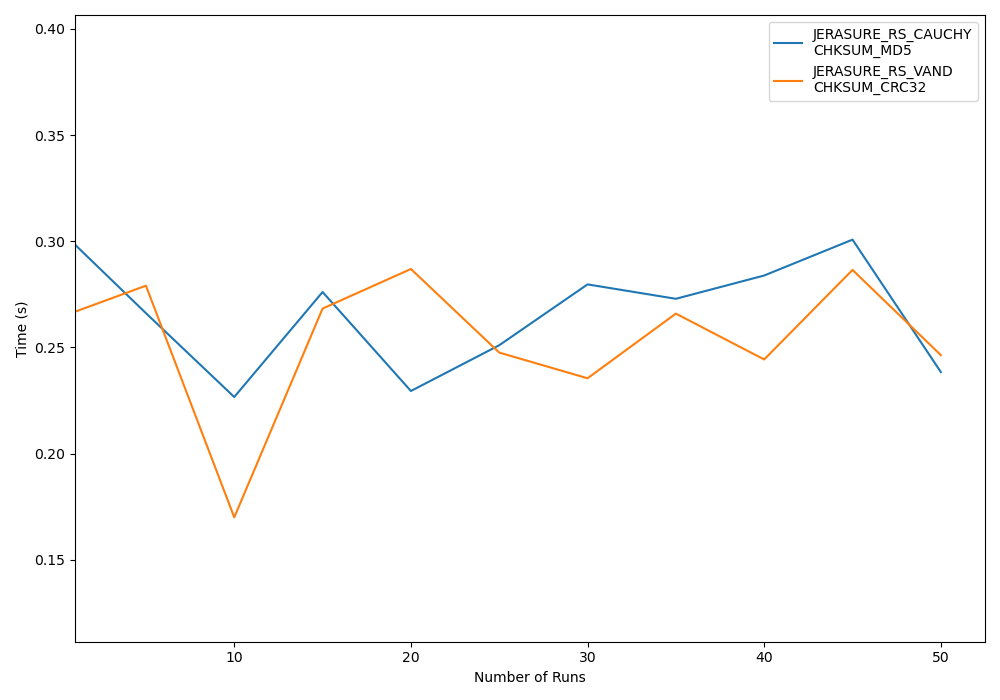 0.40
0.35
0.30
0.25
0.20
0.15
Time (s)
10 20 30 40 50
Number of Runs
JERASURE_RS_CAUCHY
CHKSUM_MD5
JERASURE_RS_VAND
CHKSUM_CRC32